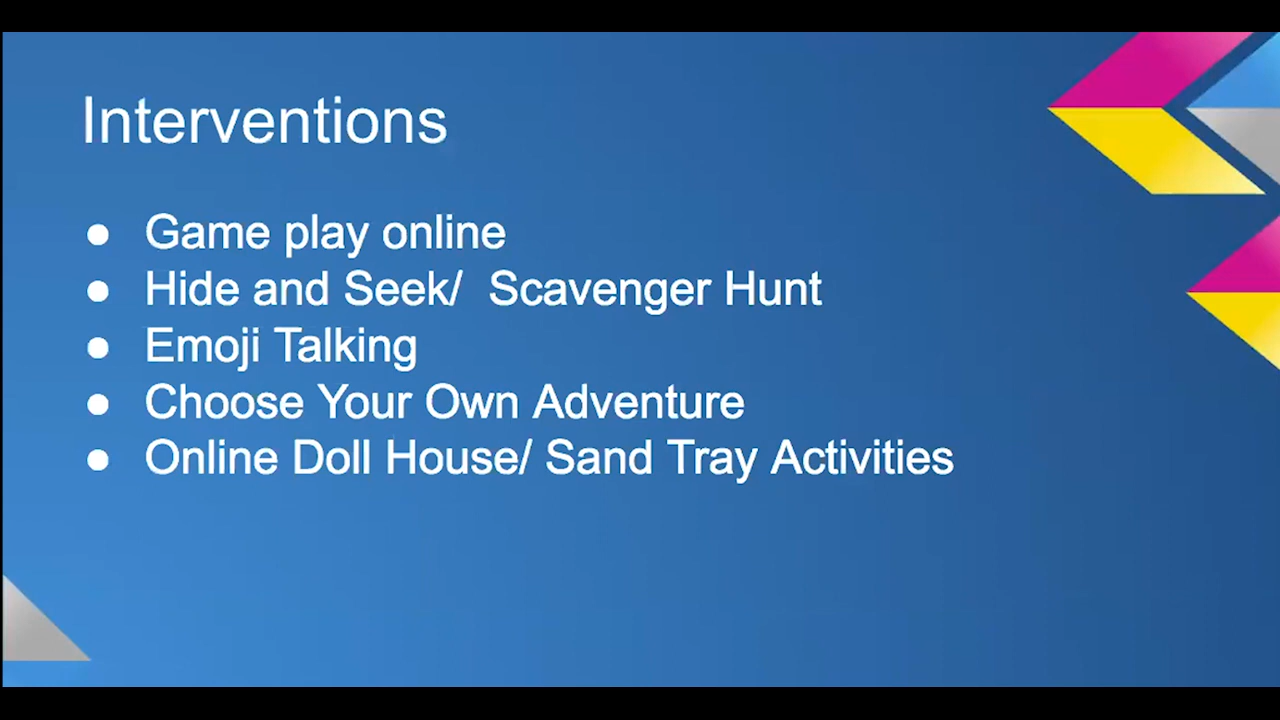 Interventions
● Game play online
● Hide and Seek/  Scavenger Hunt
● Emoji Talking
● Choose Your Own Adventure
● Online Doll House/ Sand Tray Activities